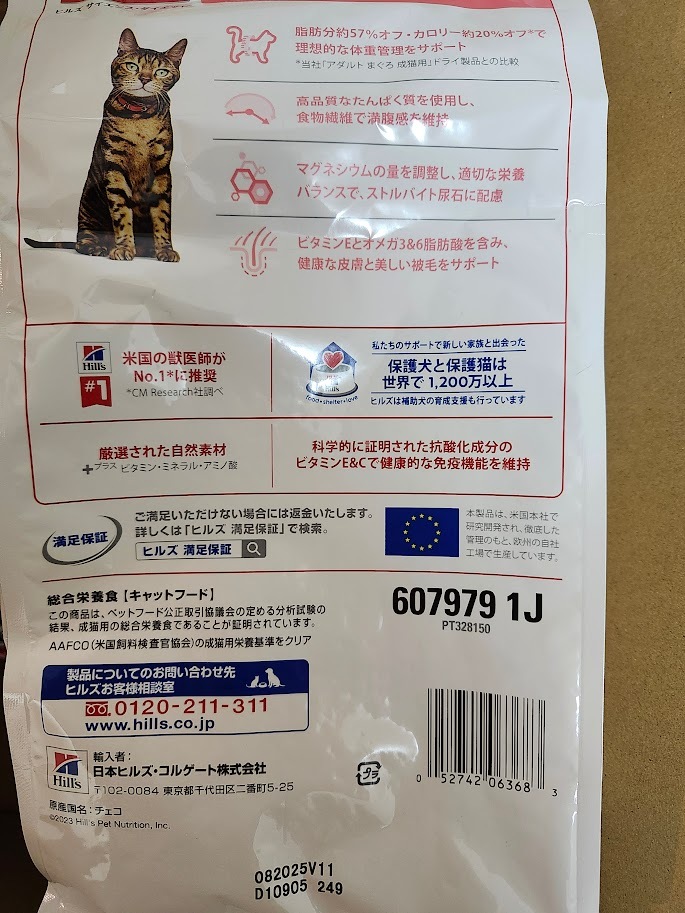 ヒルズ サイエンス・ダイエット
脂肪分約57%オフ・カロリー約20%オフ*で
理想的な体重管理をサポート
*当社「アダルト まぐろ 成猫用」ドライ製品との比較
高品質なたんぱく質を使用し、
食物繊維で満腹感を維持
マグネシウムの量を調整し、適切な栄養
バランスで、ストルバイト尿石に配慮
ビタミンEとオメガ3&6脂肪酸を含み、
健康な皮膚と美しい被毛をサポート
Hill's
#1
米国の獣医師が
No.1*に推奨
*CM Research社調べ
Hill's
food・shelter・love
私たちのサポートで新しい家族と出会った
保護犬と保護猫は
世界で 1,200万以上
ヒルズは補助犬の育成支援も行っています
厳選された自然素材
+プラス ビタミン・ミネラル・アミノ酸
科学的に証明された抗酸化成分の
ビタミンE&Cで健康的な免疫機能を維持
満足保証
ご満足いただけない場合には返金いたします。
詳しくは「ヒルズ 満足保証」で検索。
ヒルズ 満足保証
本製品は、米国本社で
研究開発され、徹底した
管理のもと、欧州の自社
工場で生産しています。
総合栄養食【キャットフード】
この商品は、ペットフード公正取引協議会の定める分析試験の
結果、成猫用の総合栄養食であることが証明されています。
AAFCO(米国飼料検査官協会)の成猫用栄養基準をクリア
607979 1J
PT328150
製品についてのお問い合わせ先
ヒルズお客様相談室
0120-211-311
www.hills.co.jp
Hill's
輸入者:
日本ヒルズ・コルゲート株式会社
〒102-0084 東京都千代田区二番町5-25
プラ
0 52742 06368 3
原産国名:チェコ
©2023 Hill's Pet Nutrition, Inc.
082025V11
D10905 249